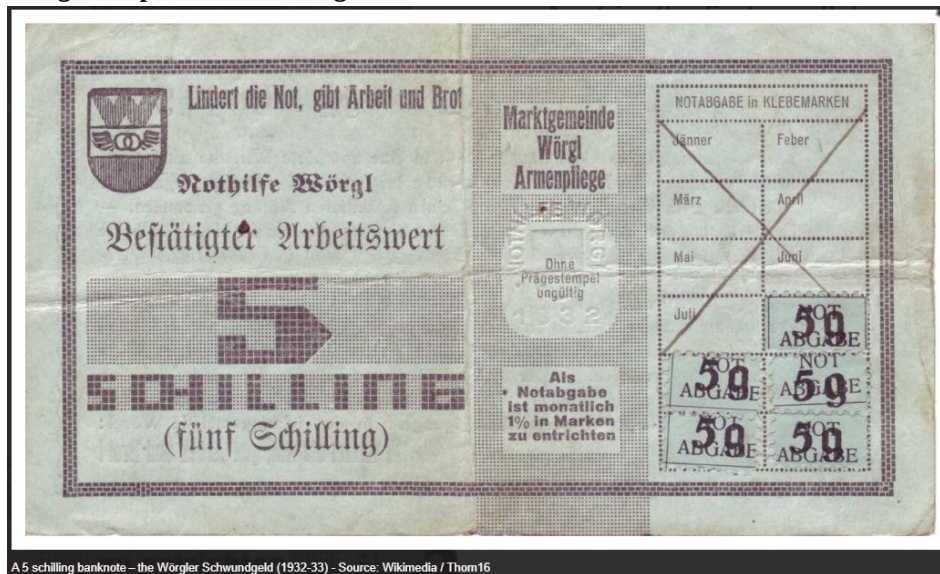 Lindert die Not, gibt Arbeit und Brot
Nothilfe Wörgl
Bestätigter Arbeitswert
5
SCHILLING
(fünf Schilling)
Marktgemeinde
Wörgl
Armenpflege
Ohne
Prägestempel
ungültig
1932
Als
Notabgabe
ist monatlich
1% in Marken
zu entrichten
NOTABGABE in KLEBEMARKEN
Jänner Feber
März April
Mai Juni
Juli
NOT
5g
ABGABE
NOT
5g
ABGABE
NOT
5g
ABGABE
NOT
5g
ABGABE
NOT
5g
ABGABE
A 5 schilling banknote – the Wörgler Schwundgeld (1932-33) - Source: Wikimedia / Thom16